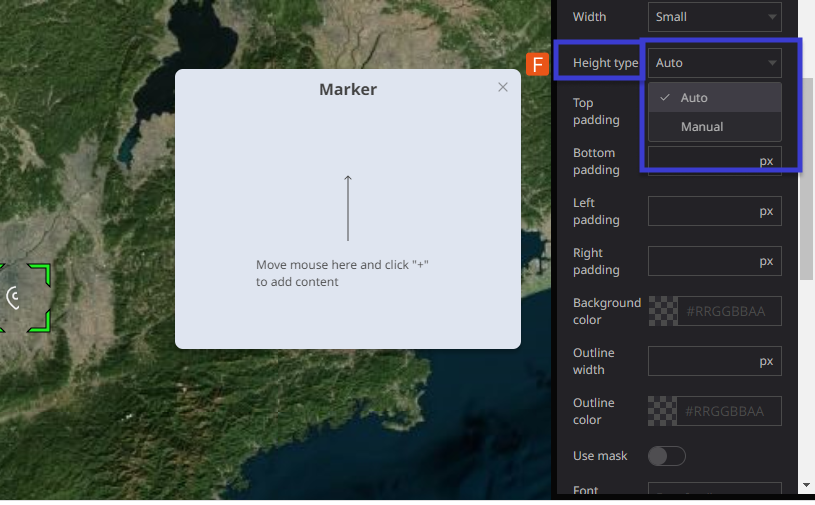 Marker
Move mouse here and click "+"
to add content
F
Width
Small
Height type
Auto
Auto
Manual
Top
padding
Bottom
padding
px
Left
padding
px
Right
padding
px
Background
color
#RRGGBBAA
Outline
width
px
Outline
color
#RRGGBBAA
Use mask
Font